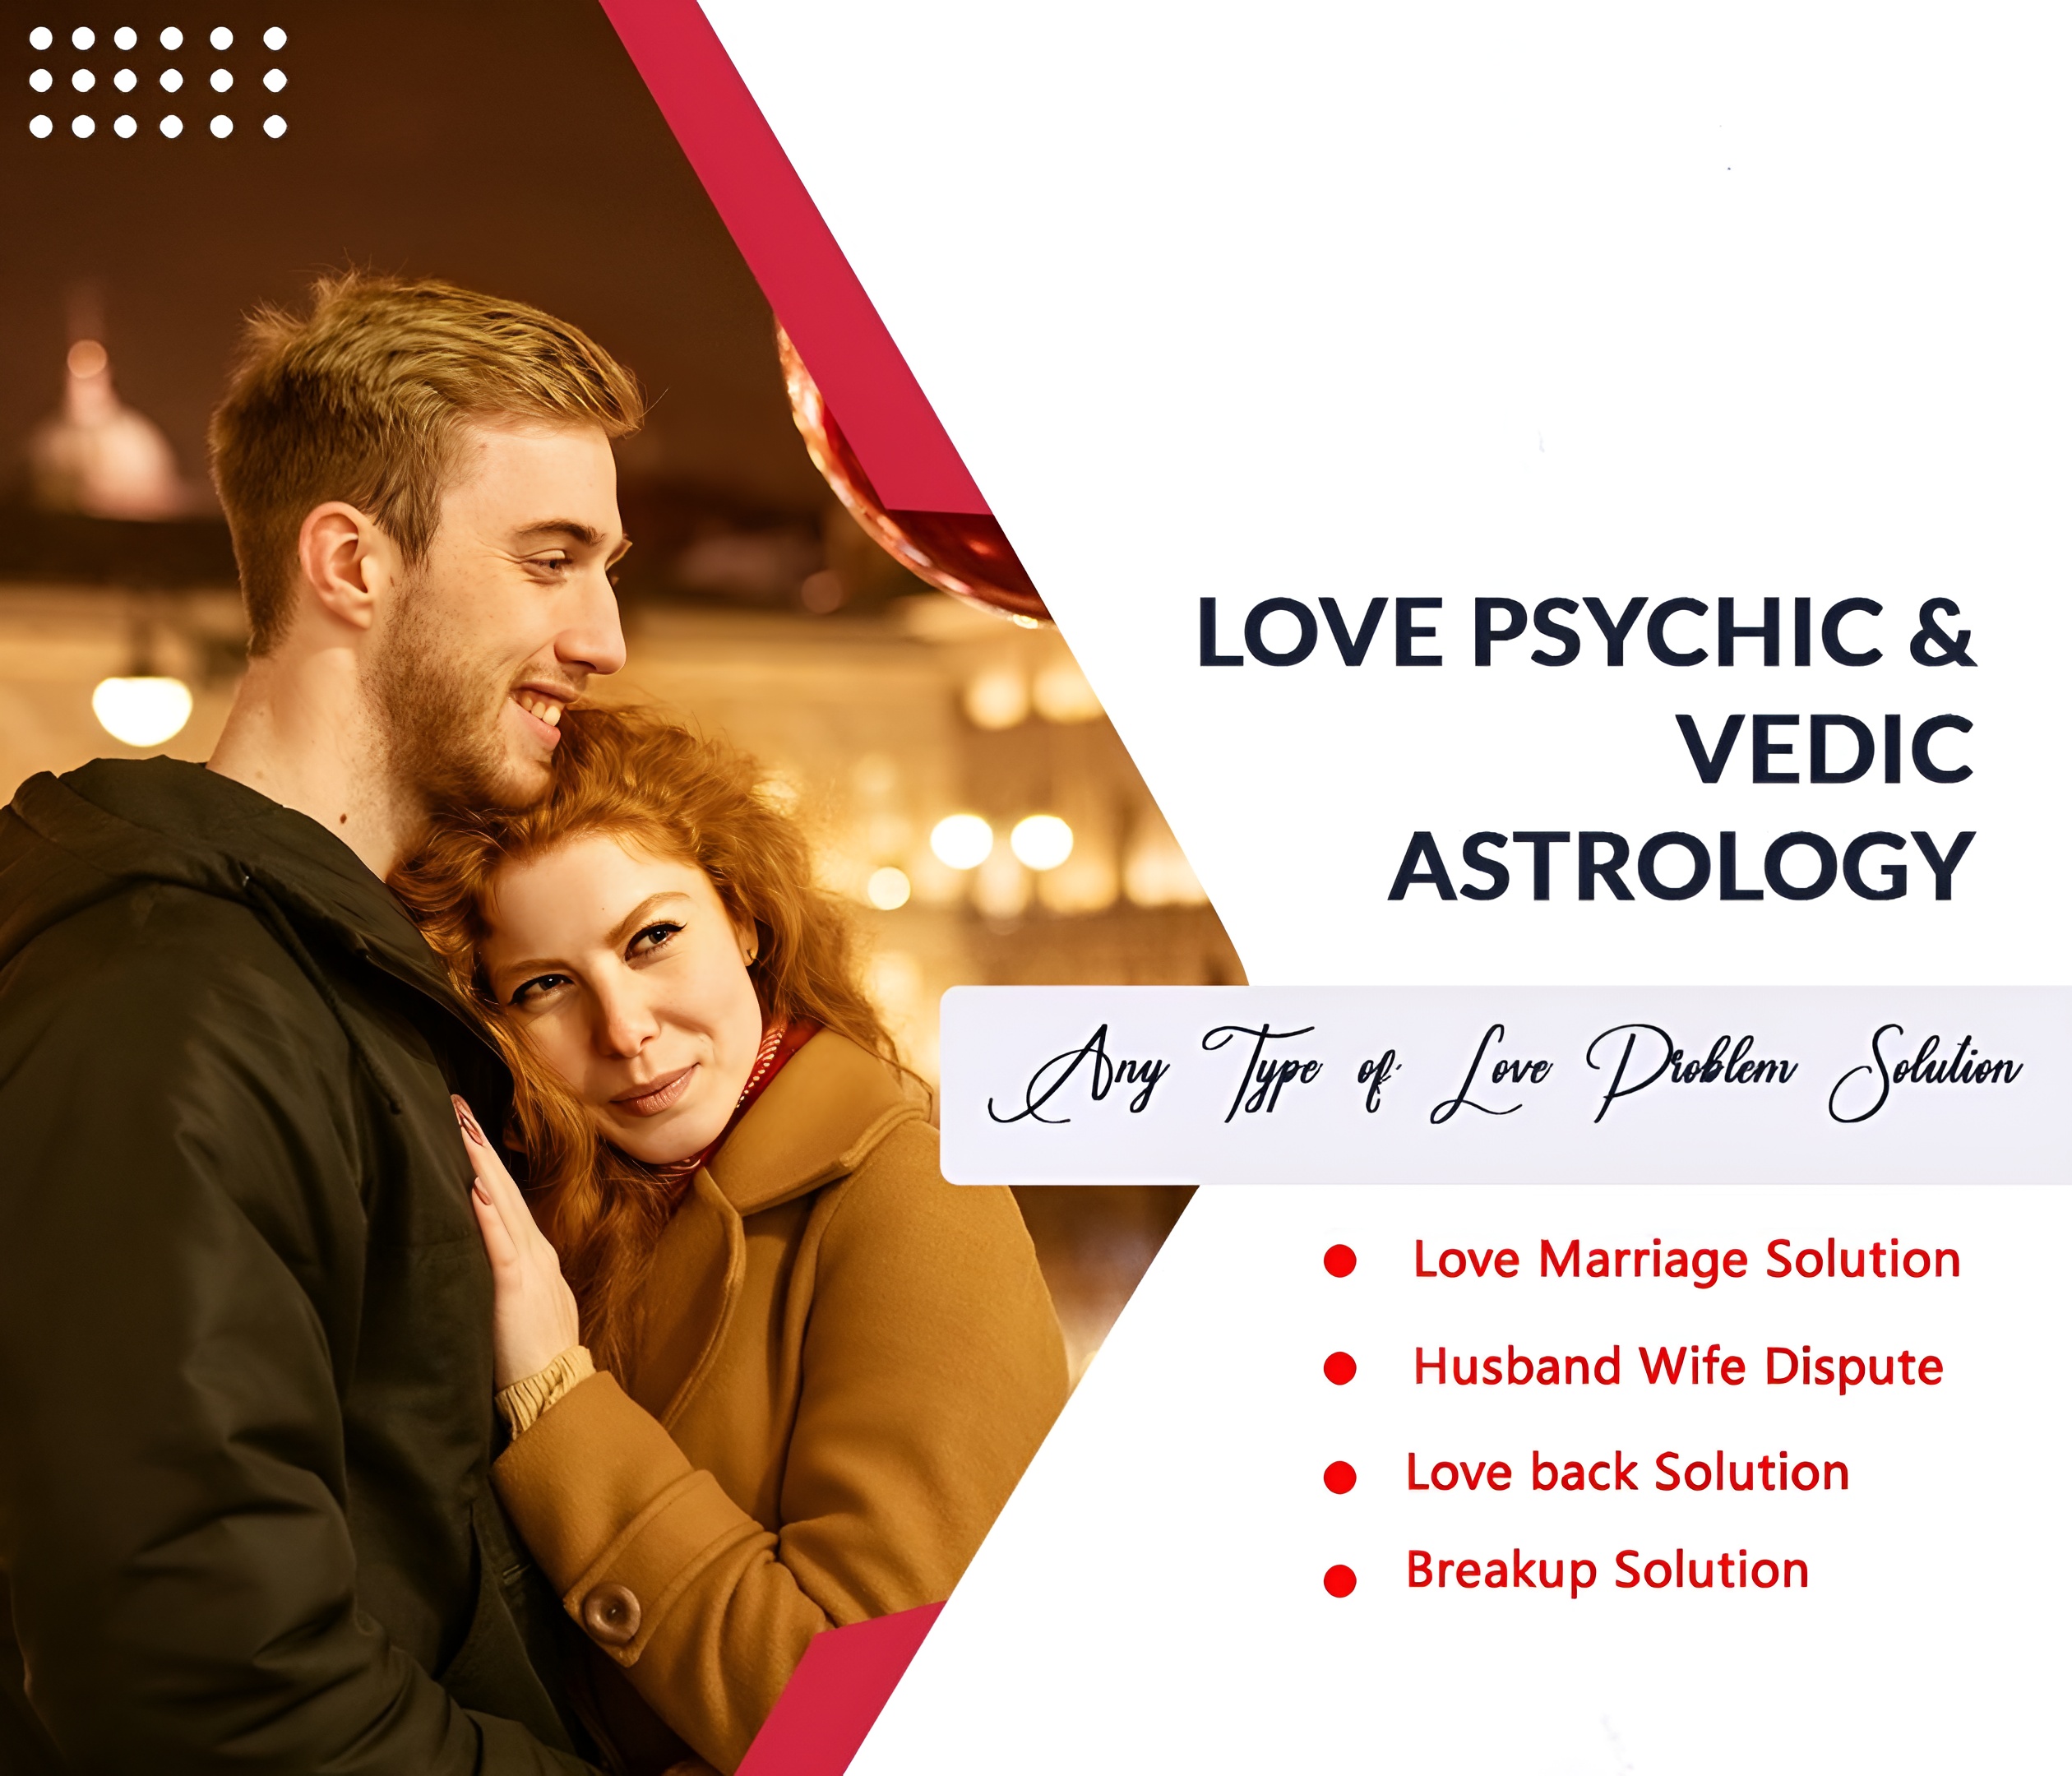 LOVE PSYCHIC &
VEDIC
ASTROLOGY
Any Type of Love Problem Solution
Love Marriage Solution
Husband Wife Dispute
Love back Solution
Breakup Solution